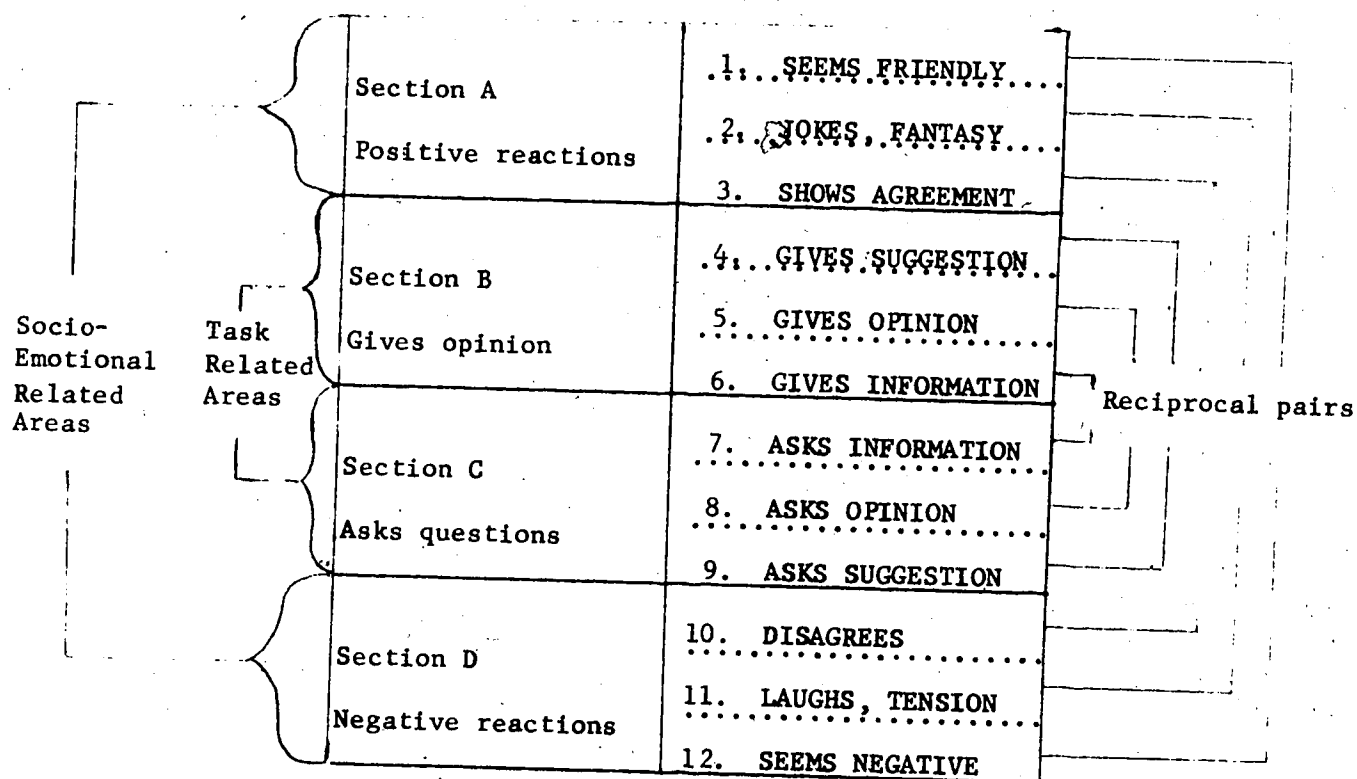 Section A
Positive reactions
1. SEEMS FRIENDLY
2. JOKES, FANTASY
3. SHOWS AGREEMENT
Section B
Gives opinion
4. GIVES SUGGESTION
5. GIVES OPINION
6. GIVES INFORMATION
Socio-
Emotional
Related
Areas
Task
Related
Areas
Reciprocal pairs
Section C
Asks questions
7. ASKS INFORMATION
8. ASKS OPINION
9. ASKS SUGGESTION
Section D
Negative reactions
10. DISAGREES
11. LAUGHS, TENSION
12. SEEMS NEGATIVE